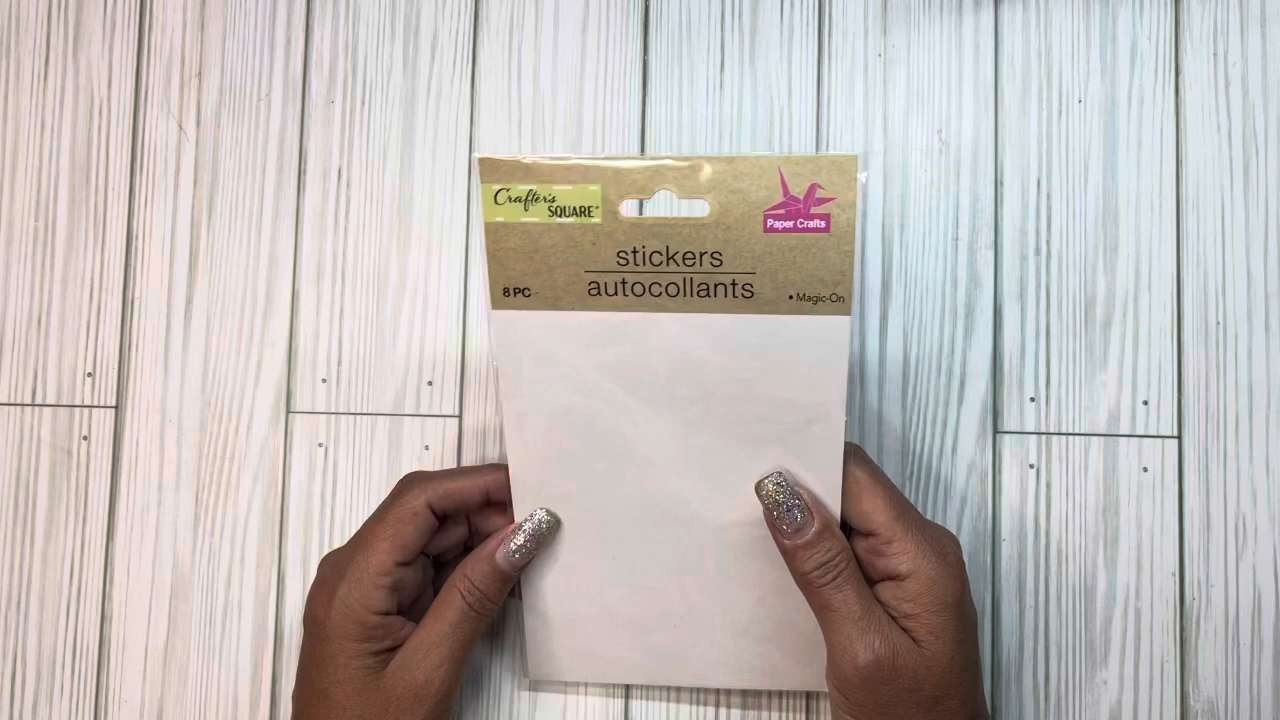 Crafter's
SQUARE
Paper Crafts
stickers
autocollants
8 PC
• Magic-On